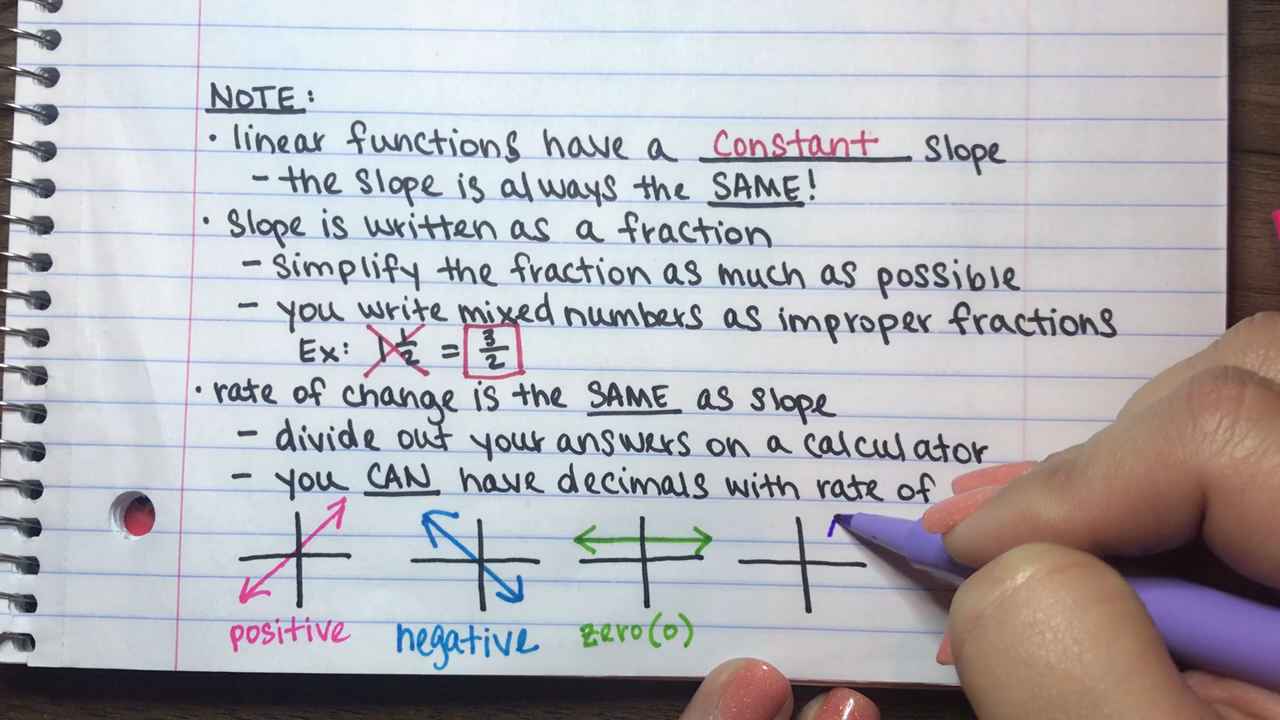 NOTE:
• linear functions have a constant slope
- the slope is always the SAME!
• slope is written as a fraction
- simplify the fraction as much as possible
- you write mixed numbers as improper fractions
Ex: 1 1/2 = 3/2
• rate of change is the SAME as slope
- divide out your answers on a calculator
- you CAN have decimals with rate of
positive negative zero (0)